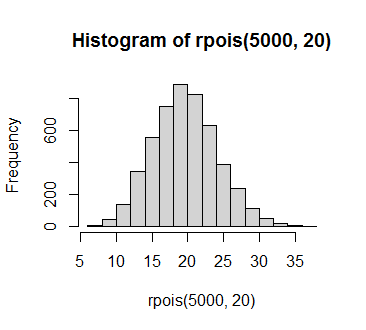 Histogram of rpois(5000, 20)
Frequency
600
200
0
5 10 15 20 25 30 35
rpois(5000, 20)